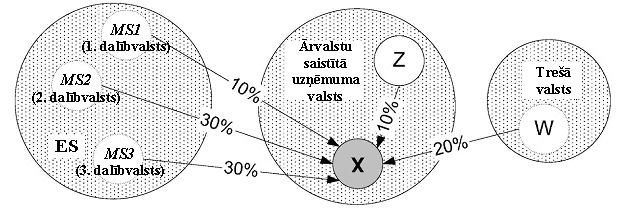 MS1
(1. dalībvalsts)
MS2
(2. dalībvalsts)
ES
MS3
(3. dalībvalsts)
10%
30%
30%
Ārvalstu
saistītā
uzņēmuma
valsts
Z
10%
X
20%
Trešā
valsts
W